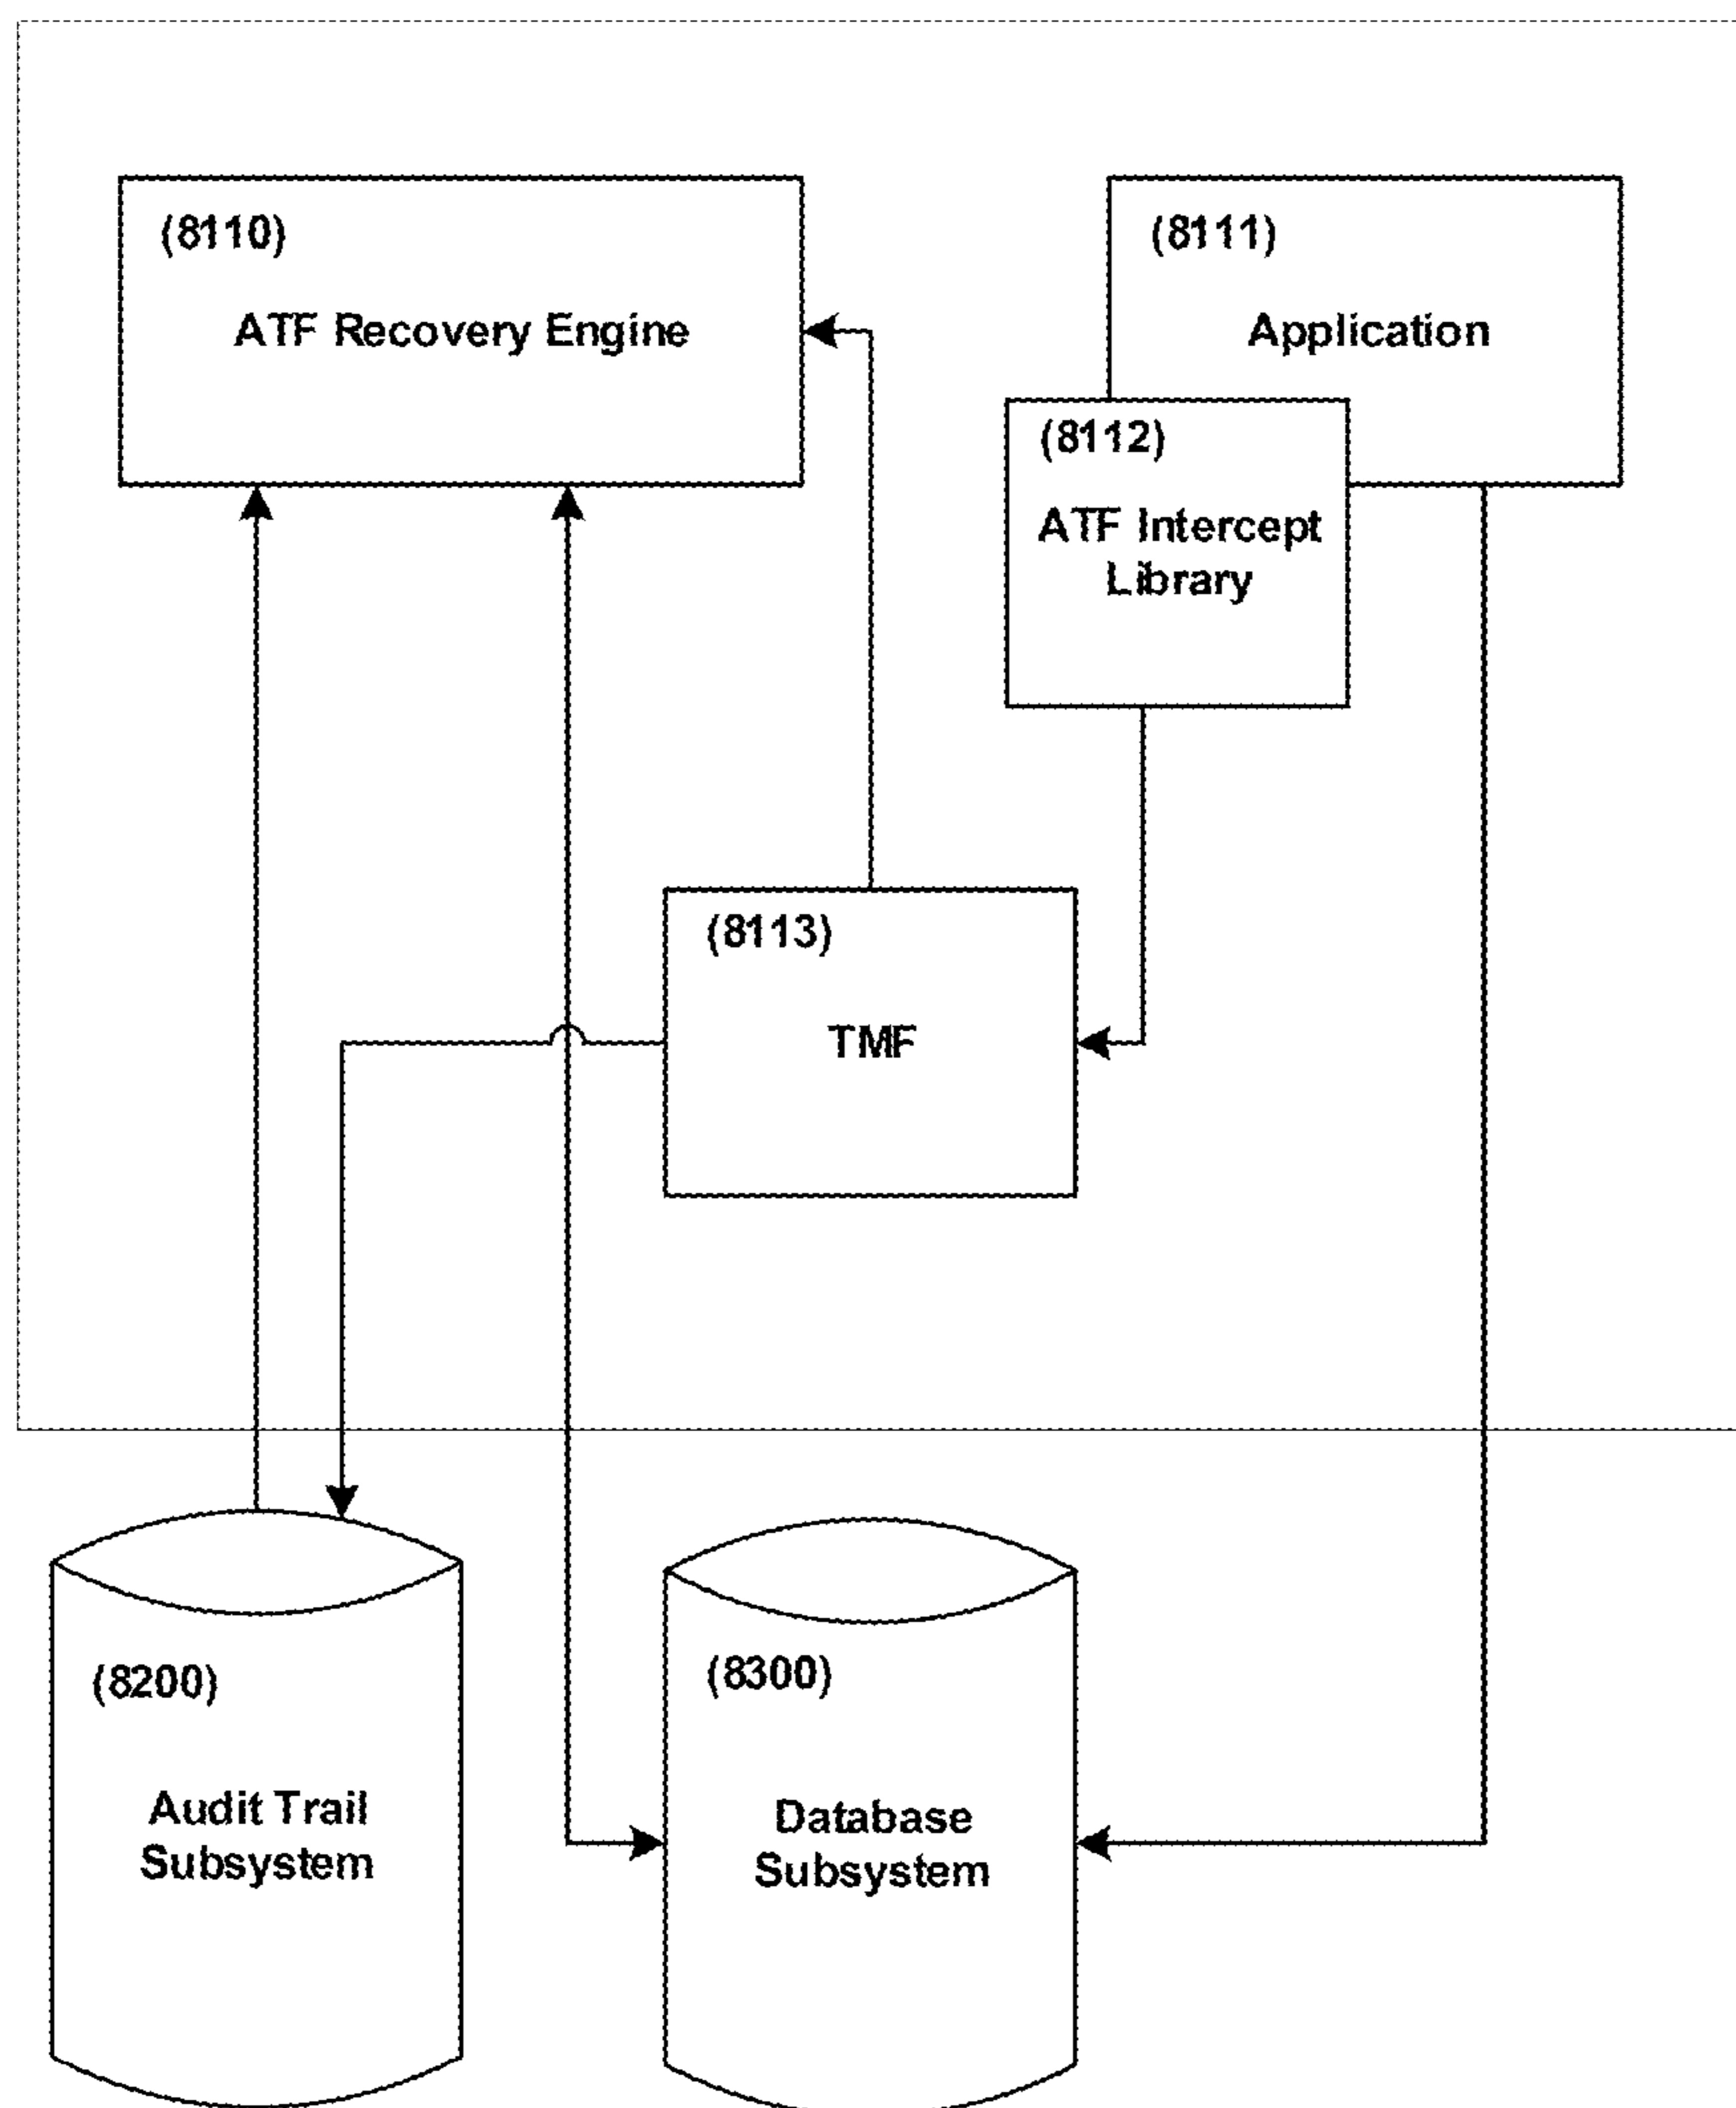 (8110)
ATF Recovery Engine
(8111)
Application
(8112)
ATF Intercept
Library
(8113)
TMF
(8200)
Audit Trail
Subsystem
(8300)
Database
Subsystem